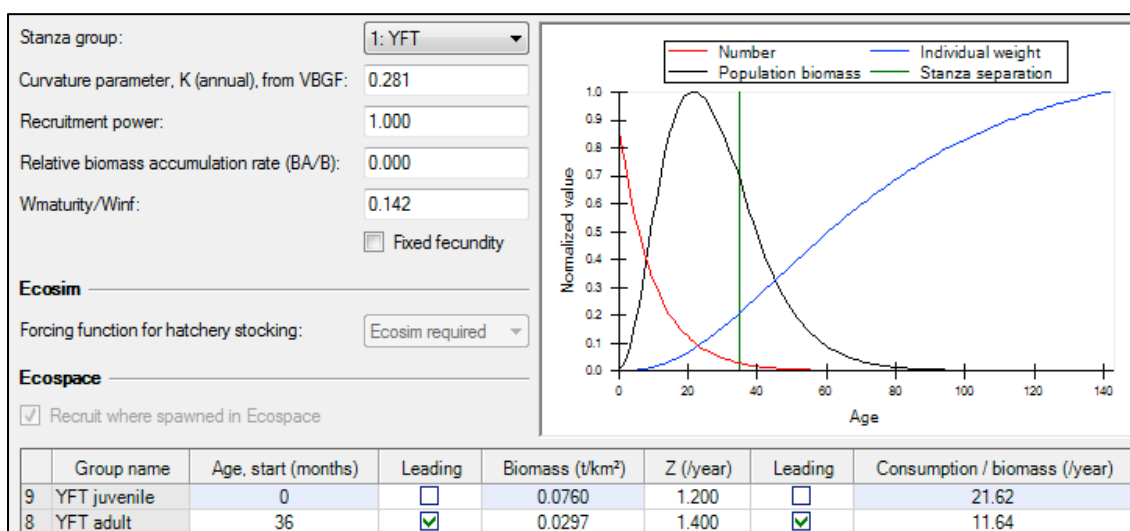 Stanza group: 1: YFT
Curvature parameter, K (annual), from VBGF: 0.281
Recruitment power: 1.000
Relative biomass accumulation rate (BA/B): 0.000
Wmaturity/Winf: 0.142
Fixed fecundity
Ecosim
Forcing function for hatchery stocking: Ecosim required
Ecospace
Recruit where spawned in Ecospace
Number Individual weight
Population biomass Stanza separation
Normalized value
1.0
0.9
0.8
0.7
0.6
0.5
0.4
0.3
0.2
0.1
0.0
0 20 40 60 80 100 120 140
Age
Group name Age, start (months) Leading Biomass (t/km²) Z (/year) Leading Consumption / biomass (/year)
9 YFT juvenile 0 0.0760 1.200 21.62
8 YFT adult 36 0.0297 1.400 11.64